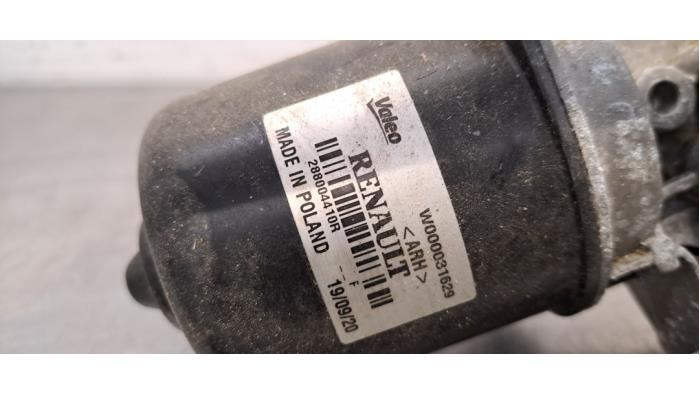 Valeo
W000031629
<ARH>
RENAULT
288004410R
F
MADE IN POLAND
19/09/20